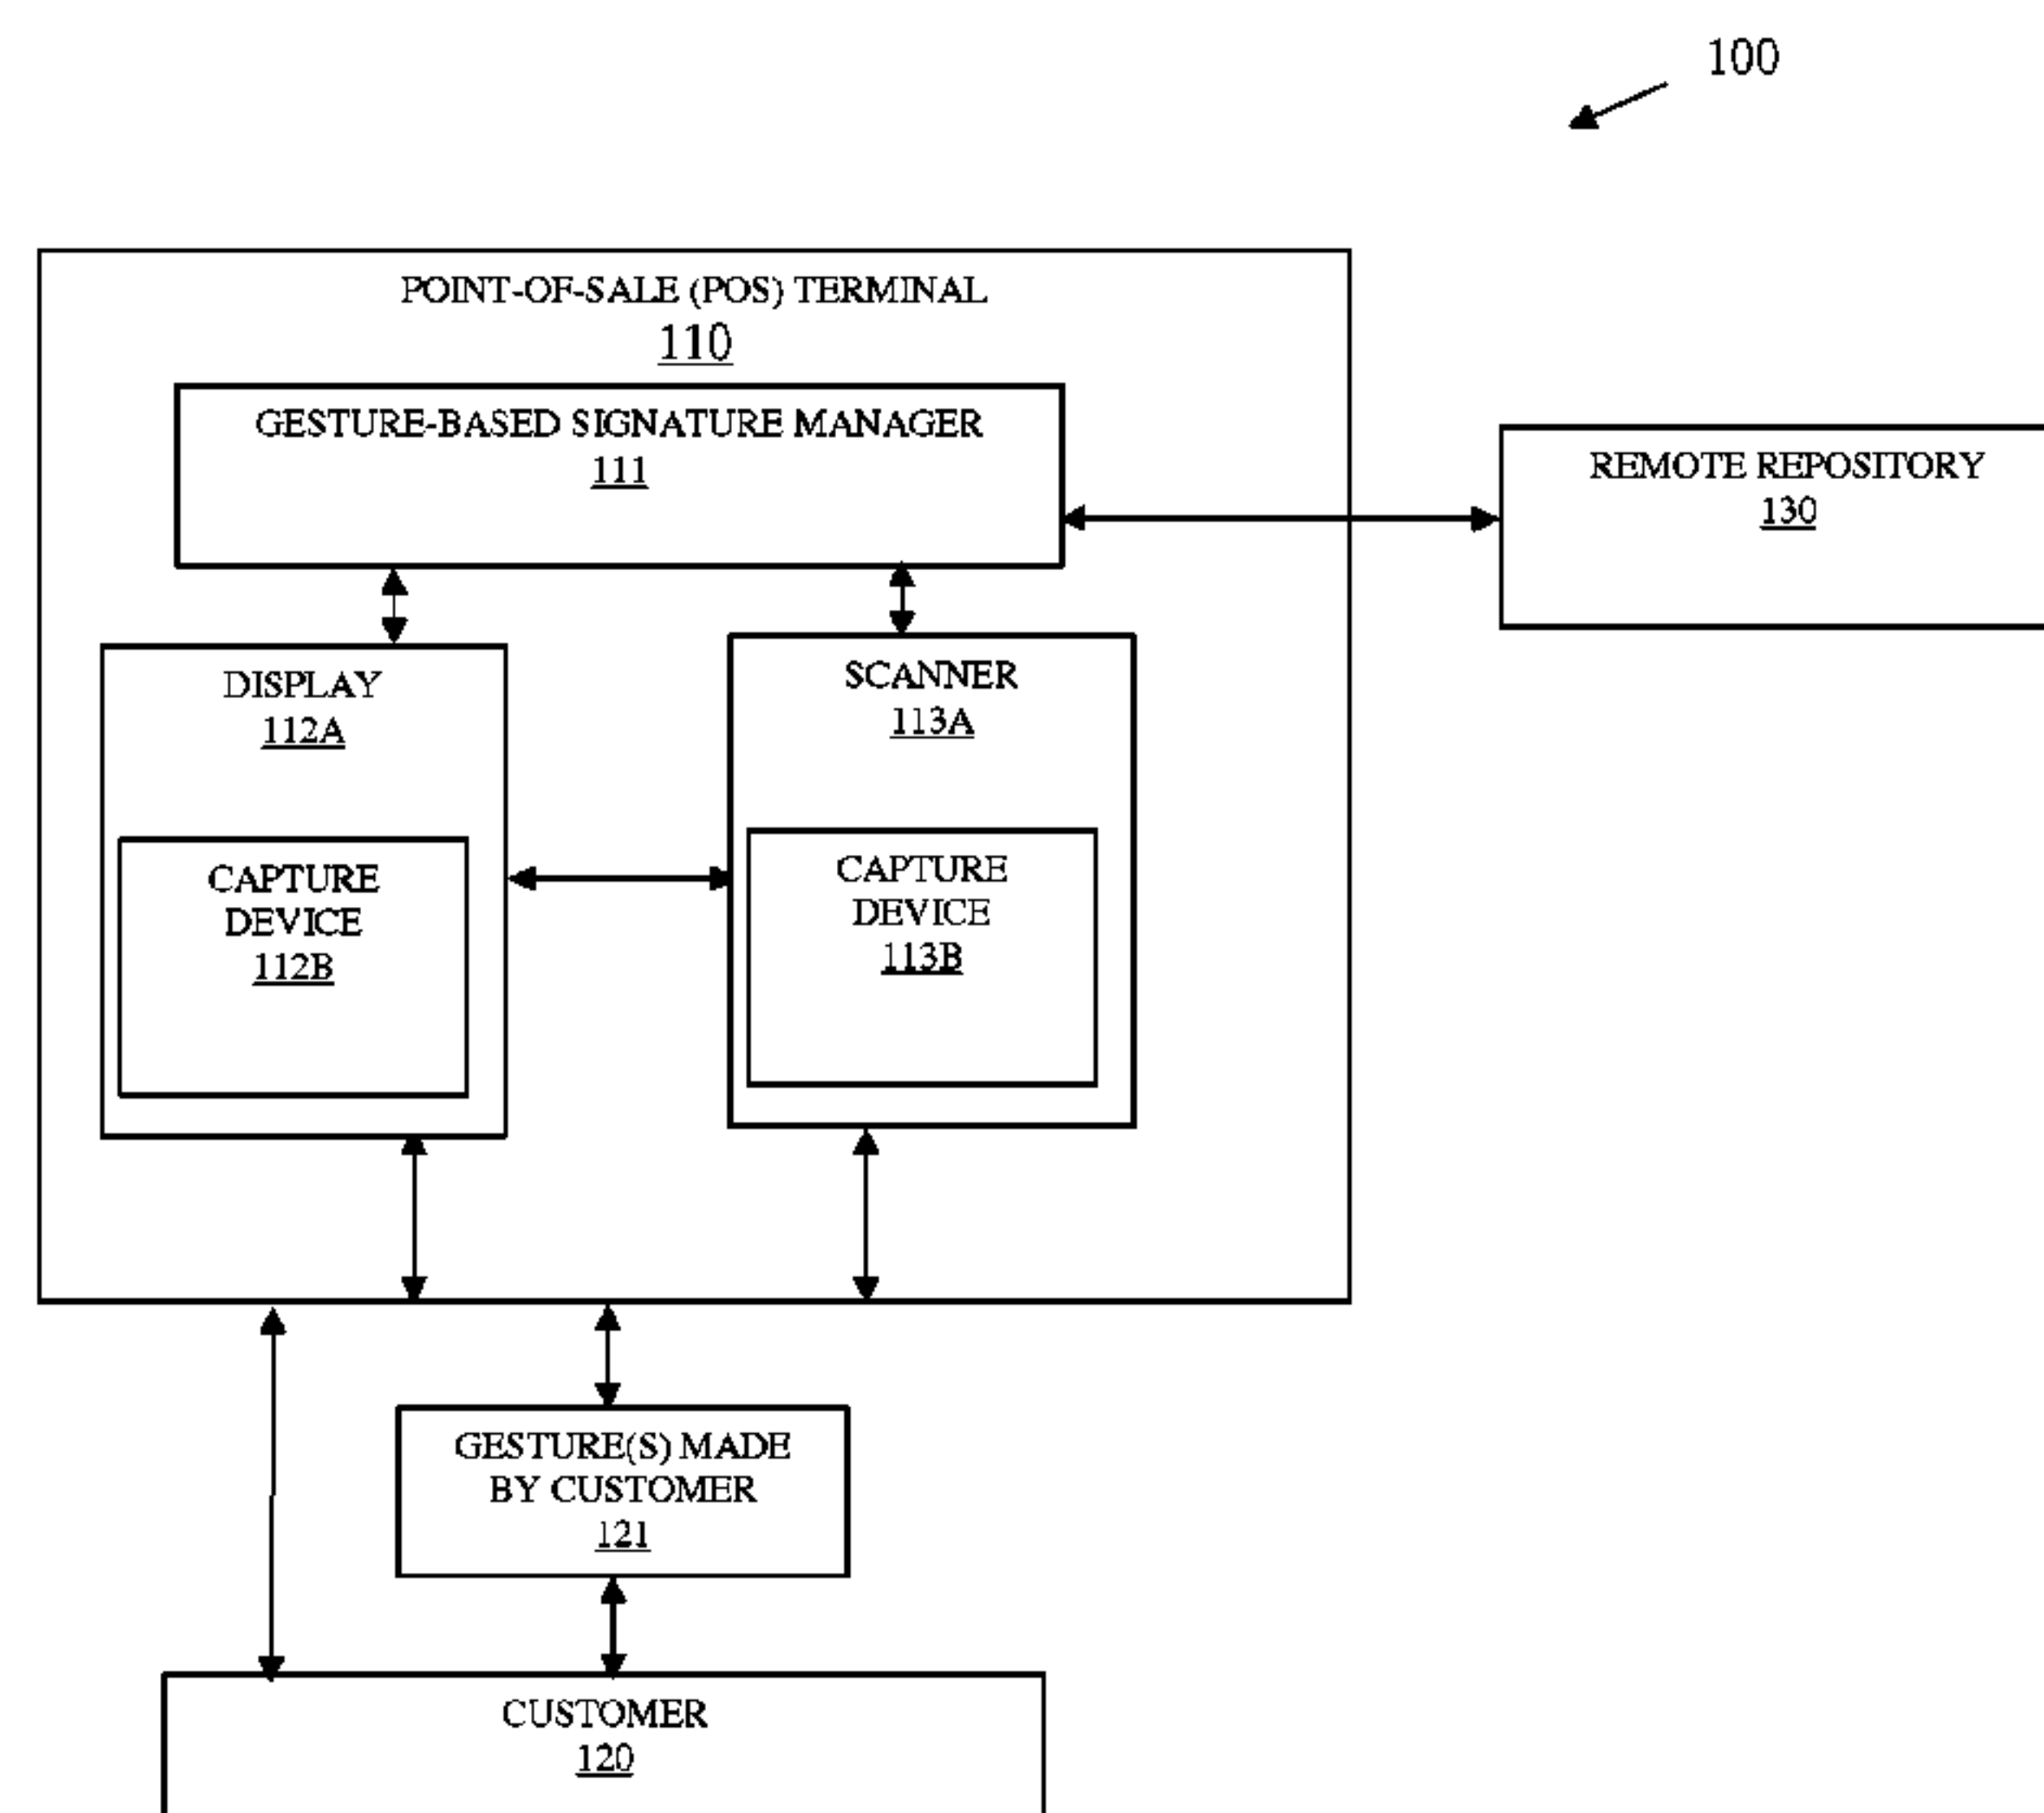 100
POINT-OF-SALE (POS) TERMINAL
110
GESTURE-BASED SIGNATURE MANAGER
111
REMOTE REPOSITORY
130
DISPLAY
112A
SCANNER
113A
CAPTURE
DEVICE
112B
CAPTURE
DEVICE
113B
GESTURE(S) MADE
BY CUSTOMER
121
CUSTOMER
120